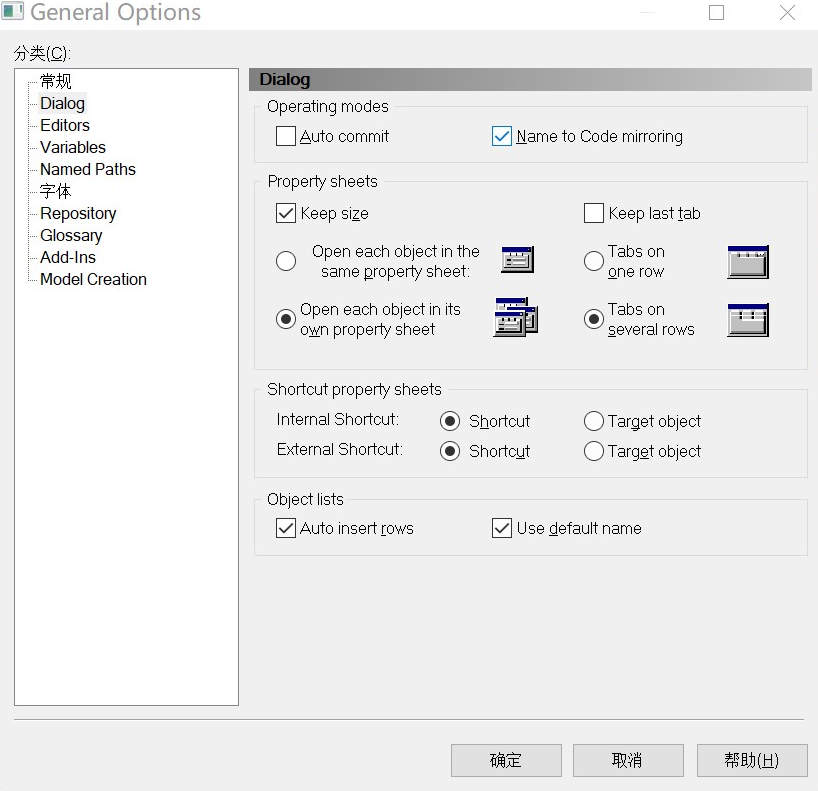 General Options
分类(C):
常规
Dialog
Editors
Variables
Named Paths
字体
Repository
Glossary
Add-Ins
Model Creation
Dialog
Operating modes
Auto commit
Name to Code mirroring
Property sheets
Keep size
Keep last tab
Open each object in the
same property sheet:
Tabs on
one row
Open each object in its
own property sheet
Tabs on
several rows
Shortcut property sheets
Internal Shortcut:
Shortcut
Target object
External Shortcut:
Shortcut
Target object
Object lists
Auto insert rows
Use default name
确定
取消
帮助(H)